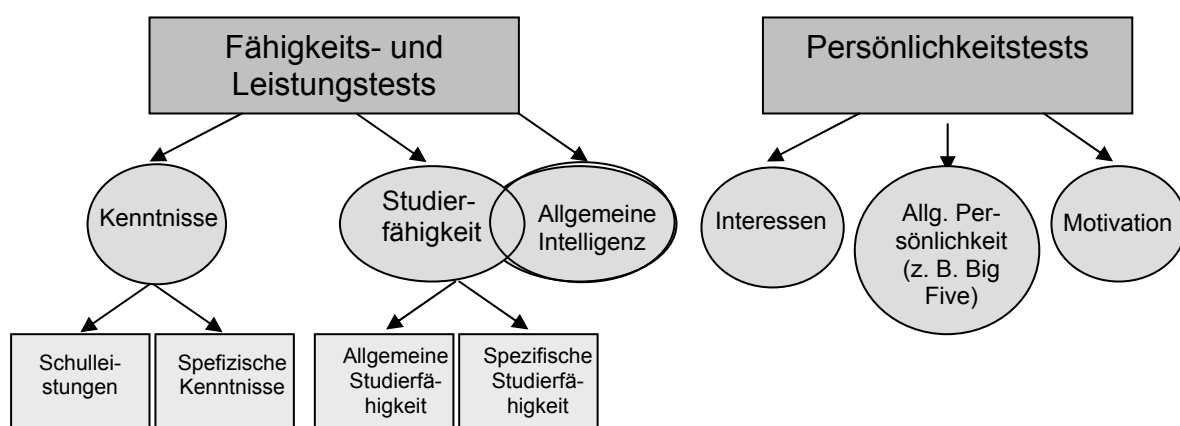 Fähigkeits- und
Leistungstests
Persönlichkeitstests
Kenntnisse
Studier-
fähigkeit
Allgemeine
Intelligenz
Interessen
Allg. Per-
sönlichkeit
(z. B. Big
Five)
Motivation
Schullei-
stungen
Spefizische
Kenntnisse
Allgemeine
Studierfä-
higkeit
Spezifische
Studierfä-
higkeit